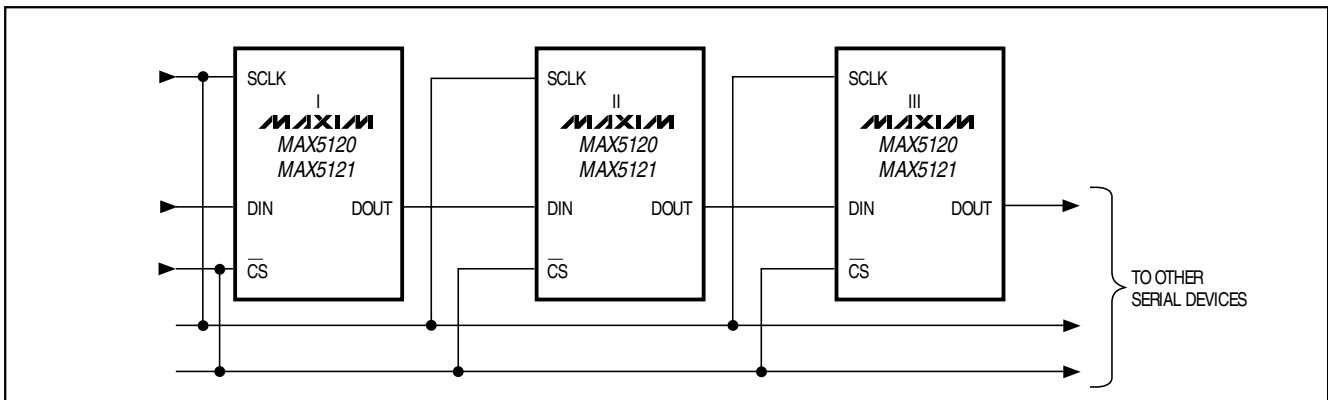 SCLK
I
MAXIM
MAX5120
MAX5121
DIN
DOUT
CS
SCLK
II
MAXIM
MAX5120
MAX5121
DIN
DOUT
CS
SCLK
III
MAXIM
MAX5120
MAX5121
DIN
DOUT
CS
TO OTHER
SERIAL DEVICES